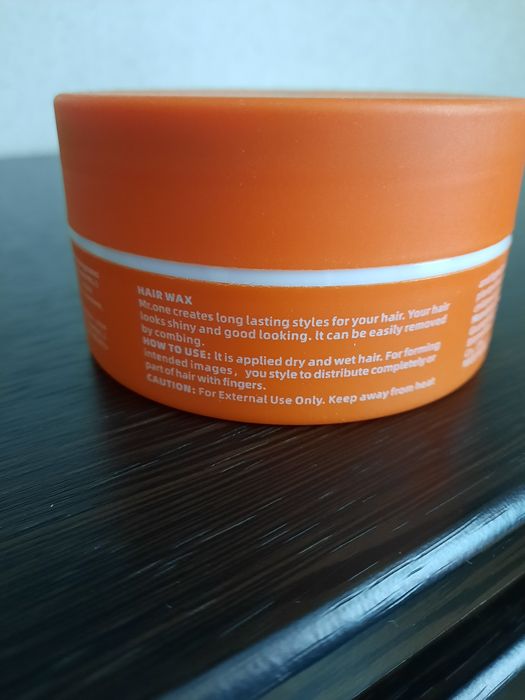 HAIR WAX
Mr.one creates long lasting styles for your hair. Your hair
looks shiny and good looking. It can be easily removed
by combing.
HOW TO USE: It is applied dry and wet hair. For forming
intended images, you style to distribute completely or
part of hair with fingers.
CAUTION: For External Use Only. Keep away from heat